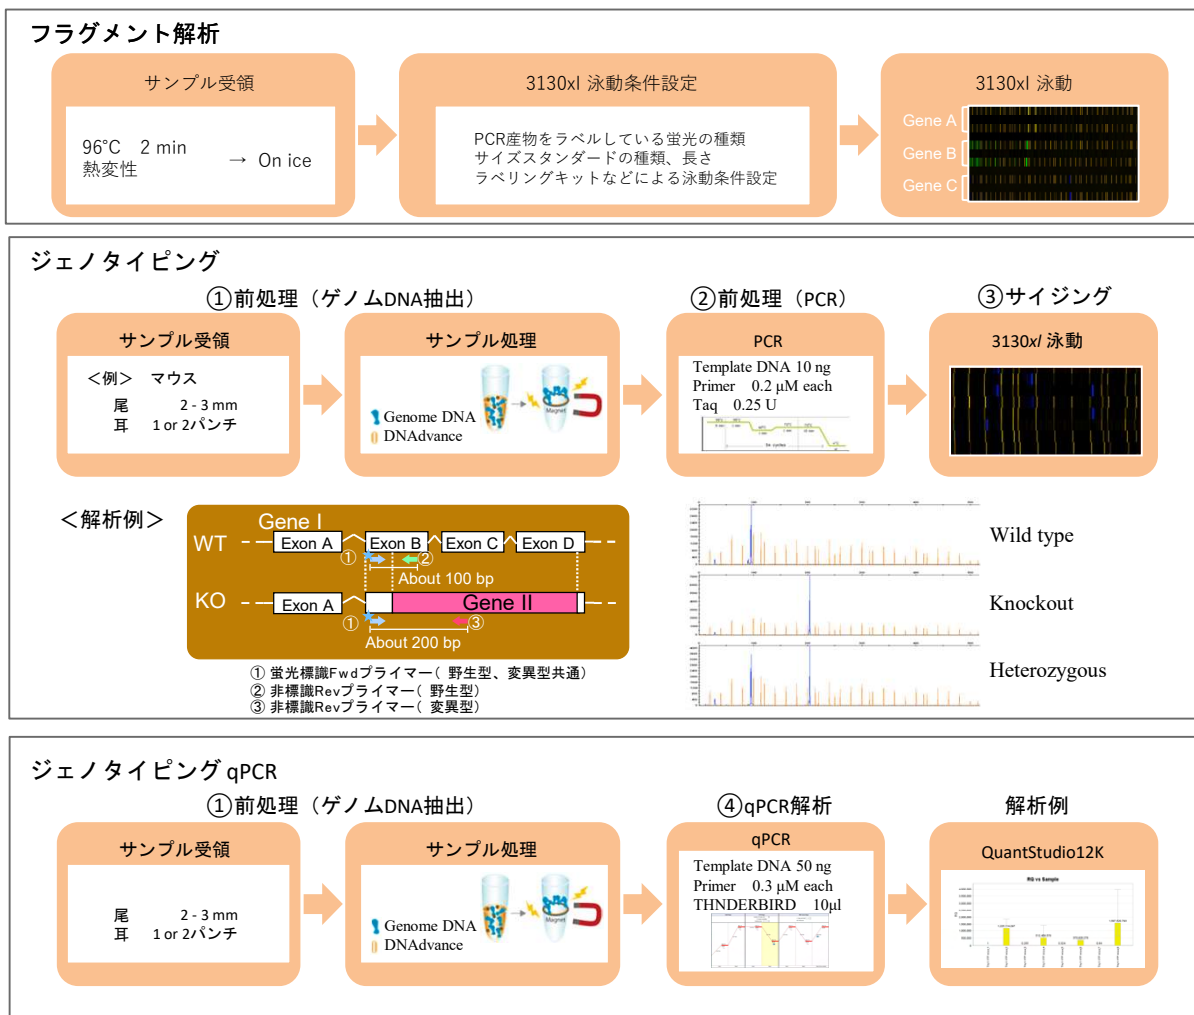 フラグメント解析
サンプル受領
96°C 2 min
熱変性
→ On ice
3130xl 泳動条件設定
PCR産物をラベルしている蛍光の種類
サイズスタンダードの種類、長さ
ラベリングキットなどによる泳動条件設定
3130xl 泳動
Gene A
Gene B
Gene C
ジェノタイピング
①前処理（ゲノムDNA抽出）
②前処理（PCR）
③サイジング
サンプル受領
＜例＞ マウス
尾 2 - 3 mm
耳 1 or 2パンチ
サンプル処理
Genome DNA
DNAdvance
Magnet
PCR
Template DNA 10 ng
Primer 0.2 μM each
Taq 0.25 U
3130xl 泳動
＜解析例＞
Gene I
WT
Exon A
Exon B
Exon C
Exon D
①
②
About 100 bp
KO
Exon A
Gene II
①
③
About 200 bp
① 蛍光標識Fwdプライマー( 野生型、変異型共通）
② 非標識Revプライマー( 野生型）
③ 非標識Revプライマー( 変異型）
Wild type
Knockout
Heterozygous
ジェノタイピング qPCR
①前処理（ゲノムDNA抽出）
④qPCR解析
解析例
サンプル受領
尾 2 - 3 mm
耳 1 or 2パンチ
サンプル処理
Genome DNA
DNAdvance
Magnet
qPCR
Template DNA 50 ng
Primer 0.3 μM each
THNDERBIRD 10μl
QuantStudio12K
RQ vs Sample